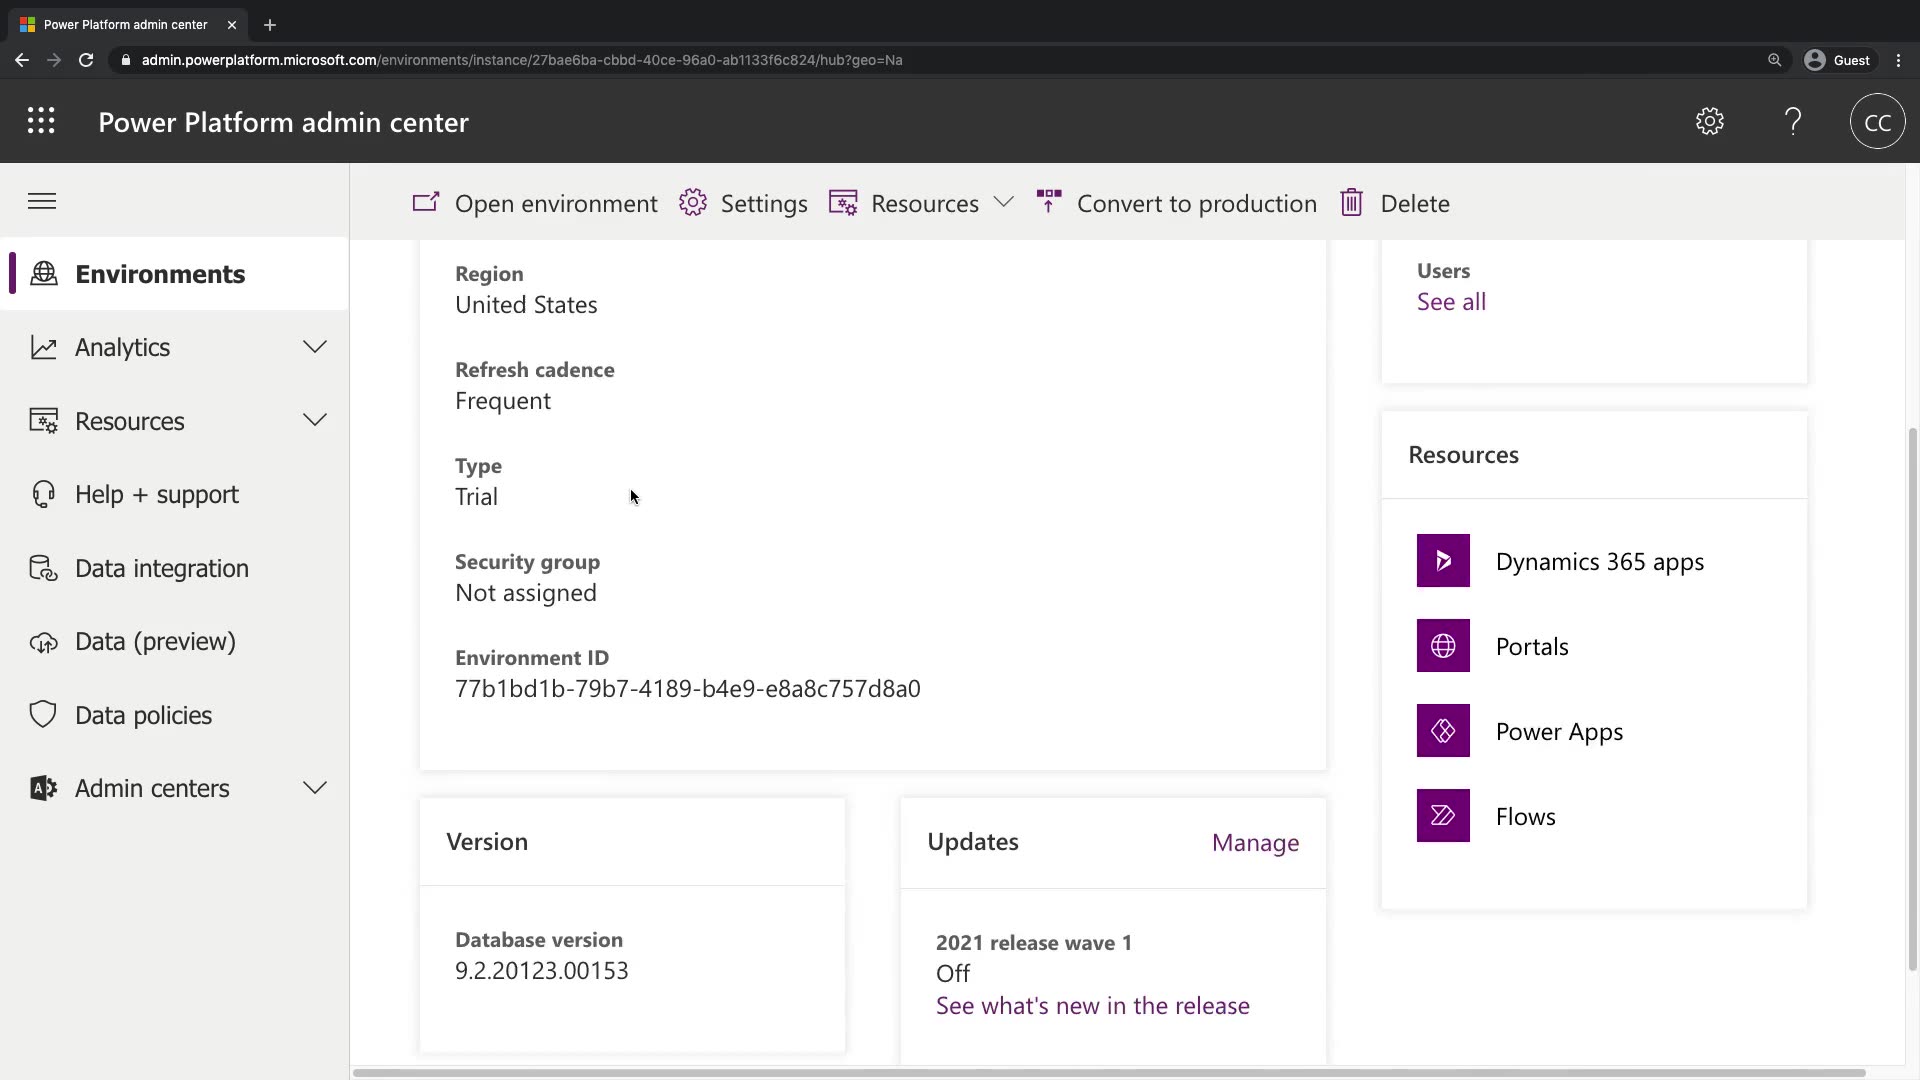 Power Platform admin center
admin.powerplatform.microsoft.com/environments/instance/27bae6ba-cbbd-40ce-96a0-ab1133f6c824/hub?geo=Na
Guest
Power Platform admin center
CC
Open environment
Settings
Resources
Convert to production
Delete
Environments
Analytics
Resources
Help + support
Data integration
Data (preview)
Data policies
Admin centers
Region
United States
Refresh cadence
Frequent
Type
Trial
Security group
Not assigned
Environment ID
77b1bd1b-79b7-4189-b4e9-e8a8c757d8a0
Users
See all
Resources
Dynamics 365 apps
Portals
Power Apps
Flows
Version
Database version
9.2.20123.00153
Updates
Manage
2021 release wave 1
Off
See what's new in the release